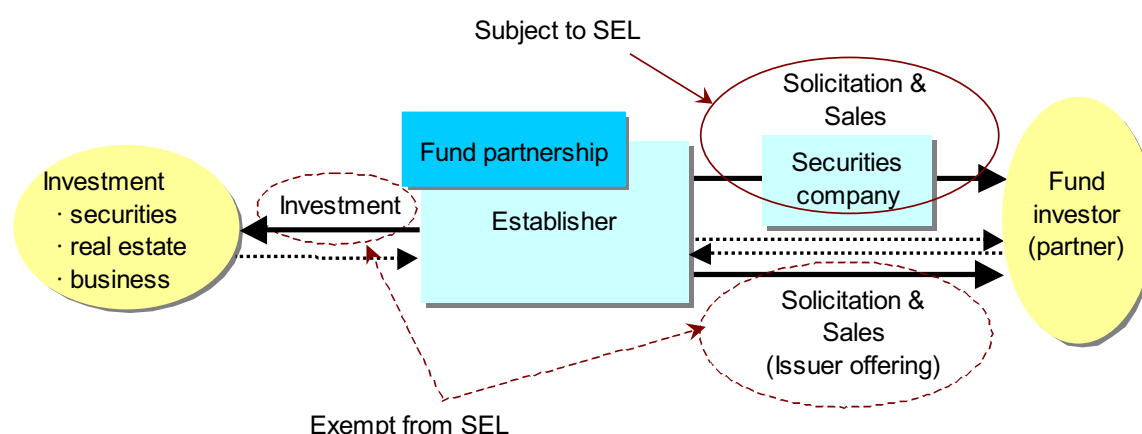 Subject to SEL
Solicitation &
Sales
Fund partnership
Securities
company
Investment
· securities
· real estate
· business
Investment
Establisher
Fund
investor
(partner)
Solicitation &
Sales
(Issuer offering)
Exempt from SEL